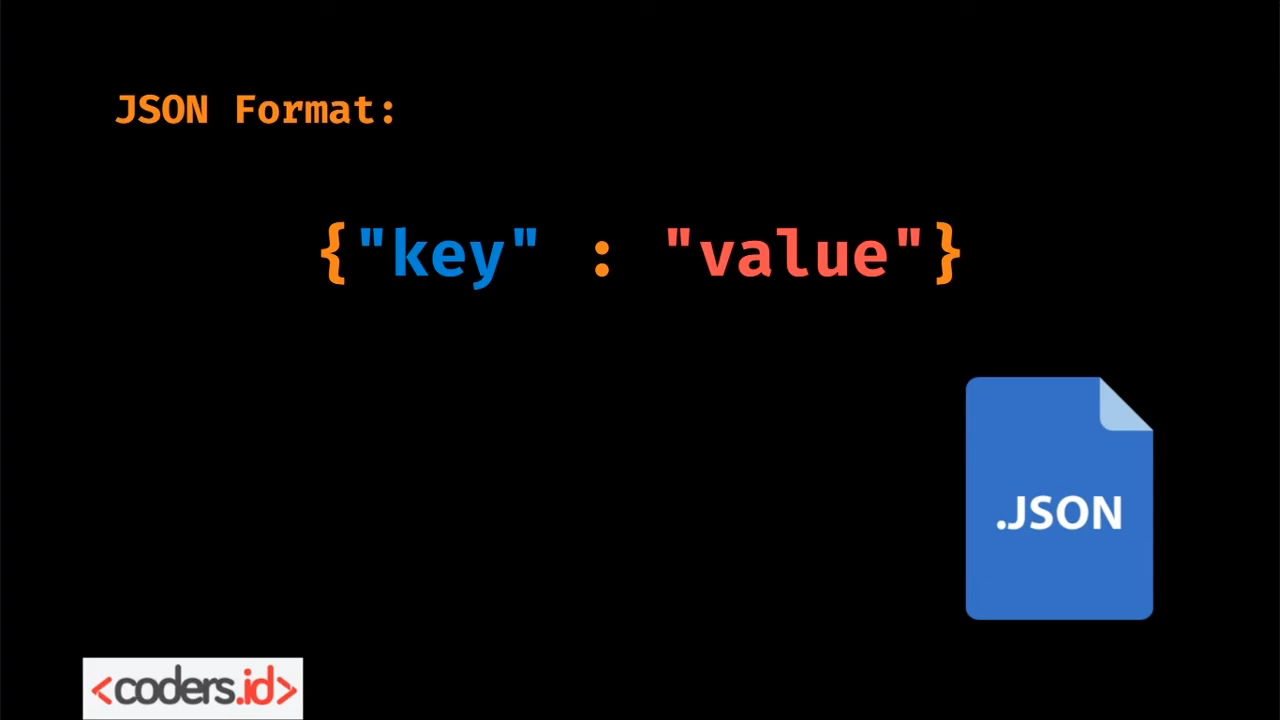 JSON Format:
{"key" : "value"}
.JSON
<coders.id>